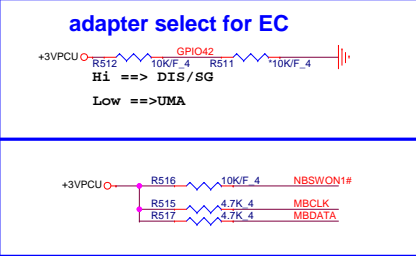 adapter select for EC
+3VPCU R512 10K/F_4 GPIO42 R511 *10K/F_4
Hi ==> DIS/SG
Low ==>UMA
+3VPCU R516 10K/F_4 NBSWON1#
R515 4.7K_4 MBCLK
R517 4.7K_4 MBDATA